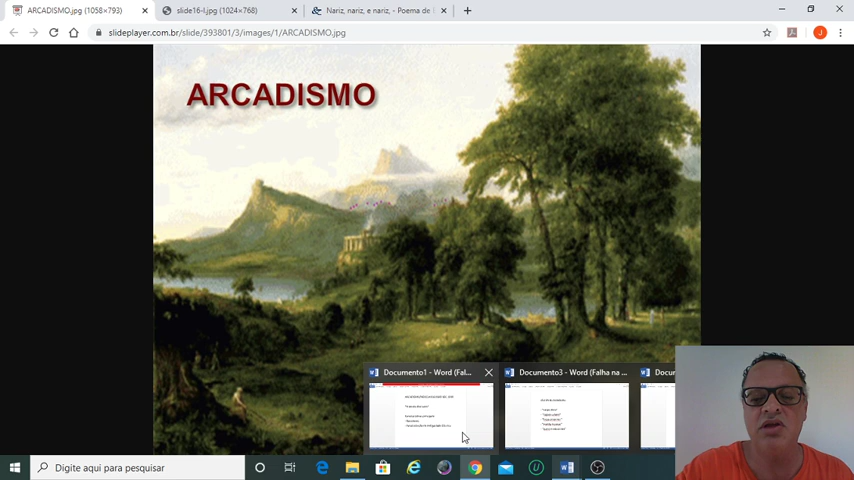 ARCADISMO.jpg (1058×793)
slide16-l.jpg (1024×768)
Nariz, nariz, e nariz, - Poema de
slideplayer.com.br/slide/393801/3/images/1/ARCADISMO.jpg
J
ARCADISMO
Documento1 - Word (Fal...
Documento3 - Word (Falha na ...
Docum
Digite aqui para pesquisar